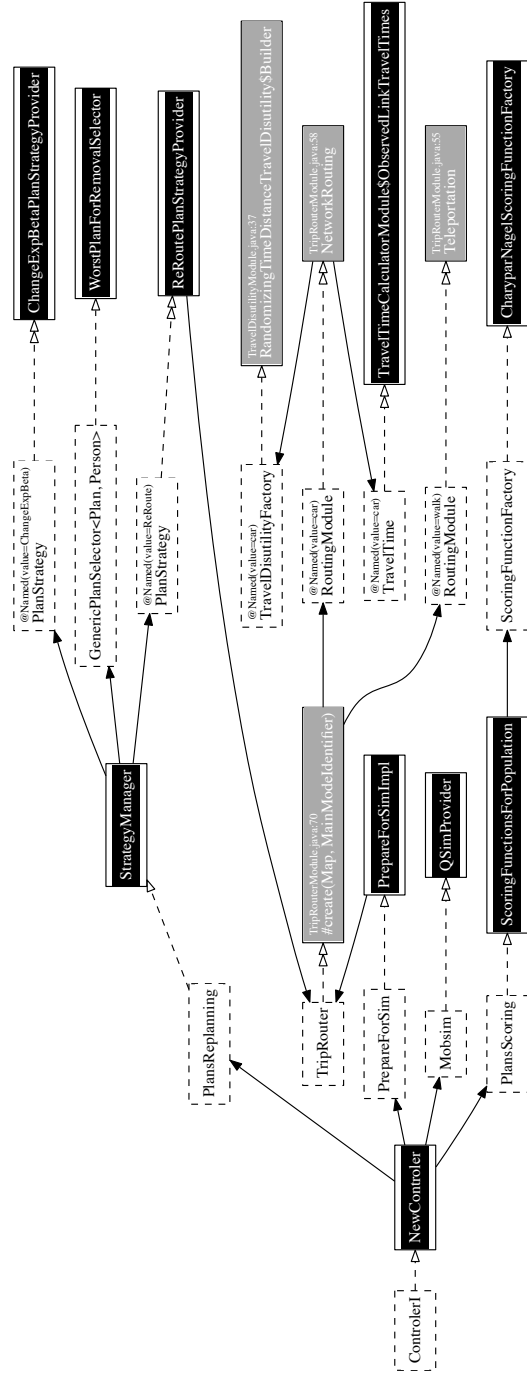 ControlerI
NewControler
PlansReplanning
TripRouter
PrepareForSim
Mobsim
PlansScoring
StrategyManager
TripRouterModule.java:70
#create(Map, MainModeIdentifier)
PrepareForSimImpl
QSimProvider
ScoringFunctionsForPopulation
@Named(value=ChangeExpBeta)
PlanStrategy
GenericPlanSelector<Plan, Person>
@Named(value=ReRoute)
PlanStrategy
@Named(value=car)
TravelDisutilityFactory
@Named(value=car)
RoutingModule
@Named(value=car)
TravelTime
@Named(value=walk)
RoutingModule
ScoringFunctionFactory
ChangeExpBetaPlanStrategyProvider
WorstPlanForRemovalSelector
ReRoutePlanStrategyProvider
TravelDisutilityModule.java:37
RandomizingTimeDistanceTravelDisutility$Builder
TripRouterModule.java:58
NetworkRouting
TravelTimeCalculatorModule$ObservedLinkTravelTimes
TripRouterModule.java:55
Teleportation
CharyparNagelScoringFunctionFactory